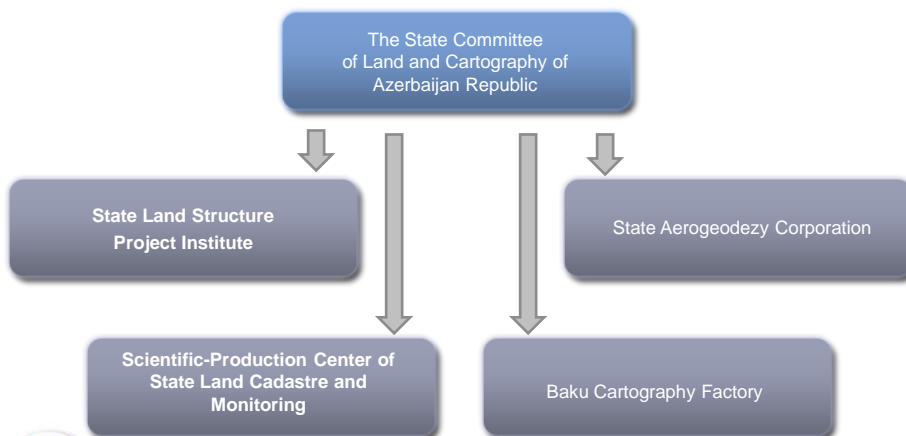 The State Committee
of Land and Cartography of
Azerbaijan Republic
State Land Structure
Project Institute
State Aerogeodezy Corporation
Scientific-Production Center of
State Land Cadastre and
Monitoring
Baku Cartography Factory